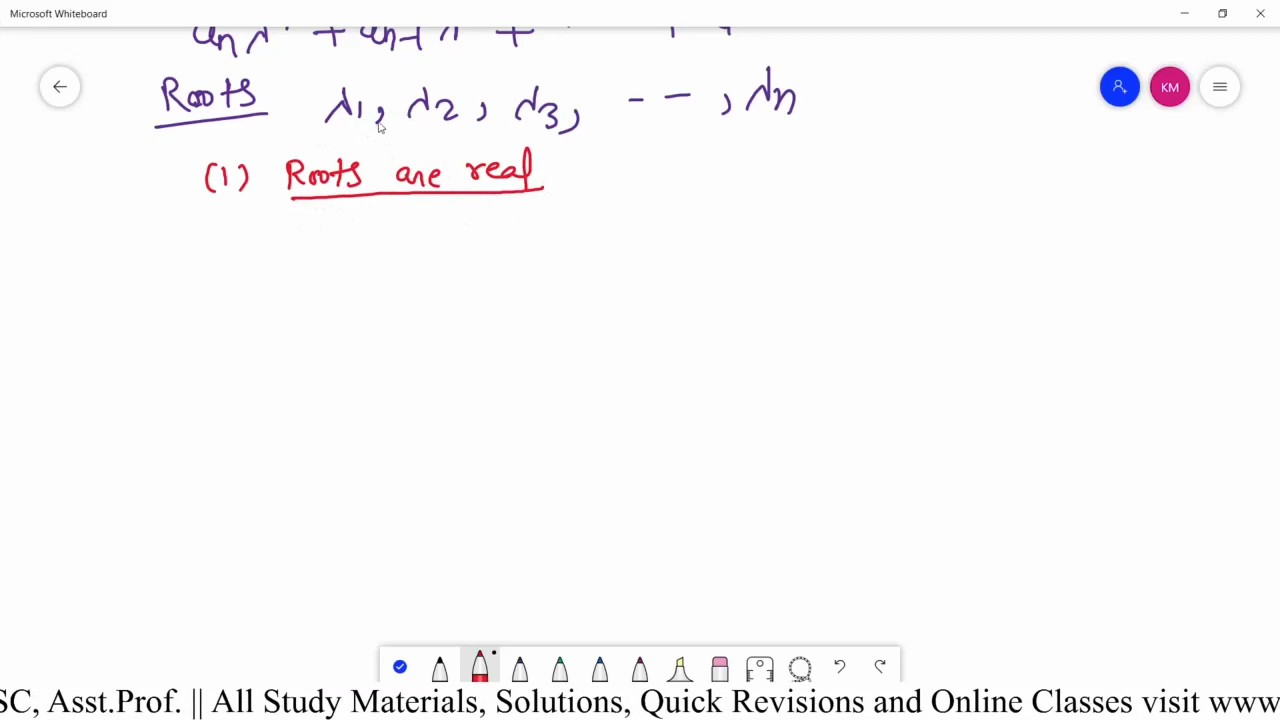 Microsoft Whiteboard
Roots λ1, λ2, λ3, - - , λn
KM
(1) Roots are real
SC, Asst.Prof. || All Study Materials, Solutions, Quick Revisions and Online Classes visit www